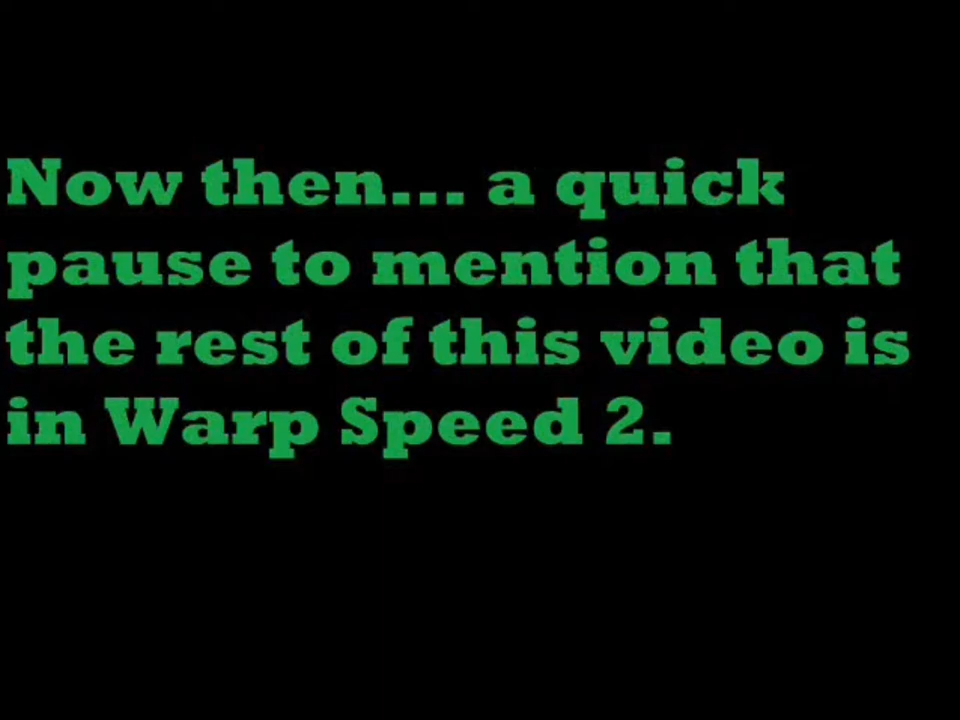 Now then... a quick
pause to mention that
the rest of this video is
in Warp Speed 2.